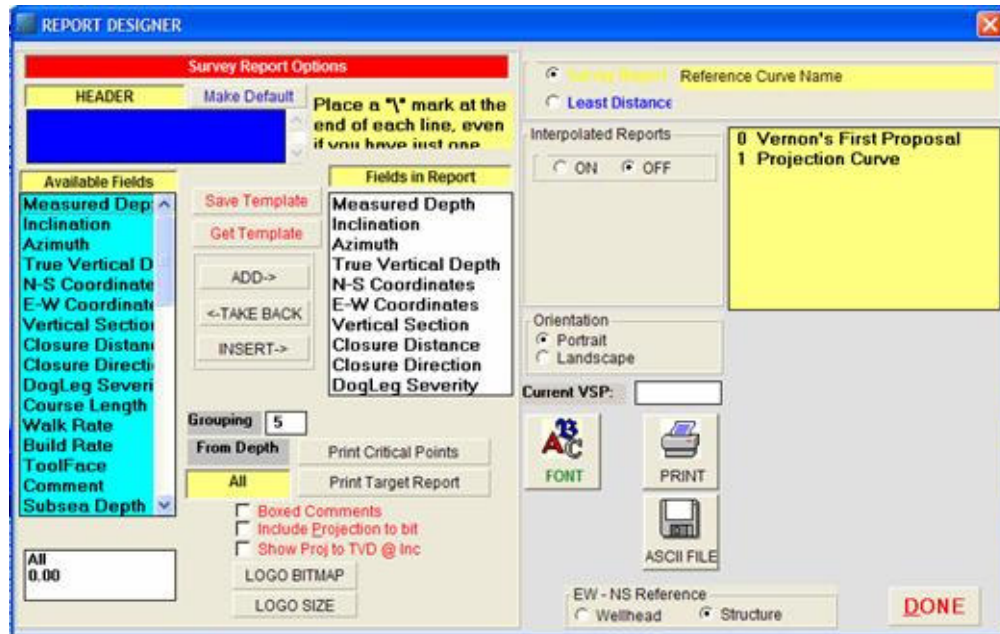 REPORT DESIGNER
Survey Report Options
HEADER
Make Default
Place a "\" mark at the
end of each line, even
if you have just one
Available Fields
Measured Dep
Inclination
Azimuth
True Vertical D
N-S Coordinate
E-W Coordinate
Vertical Section
Closure Distan
Closure Directi
DogLeg Severi
Course Length
Walk Rate
Build Rate
ToolFace
Comment
Subsea Depth
Save Template
Get Template
ADD->
<-TAKE BACK
INSERT->
Fields in Report
Measured Depth
Inclination
Azimuth
True Vertical Depth
N-S Coordinates
E-W Coordinates
Vertical Section
Closure Distance
Closure Direction
DogLeg Severity
Grouping 5
From Depth
All
Print Critical Points
Print Target Report
Boxed Comments
Include Projection to bit
Show Proj to TVD @ Inc
LOGO BITMAP
LOGO SIZE
All
0.00
Survey Report
Least Distance
Reference Curve Name
Interpolated Reports
ON OFF
0 Vernon's First Proposal
1 Projection Curve
Orientation
Portrait
Landscape
Current VSP:
FONT
PRINT
ASCII FILE
EW - NS Reference
Wellhead Structure
DONE